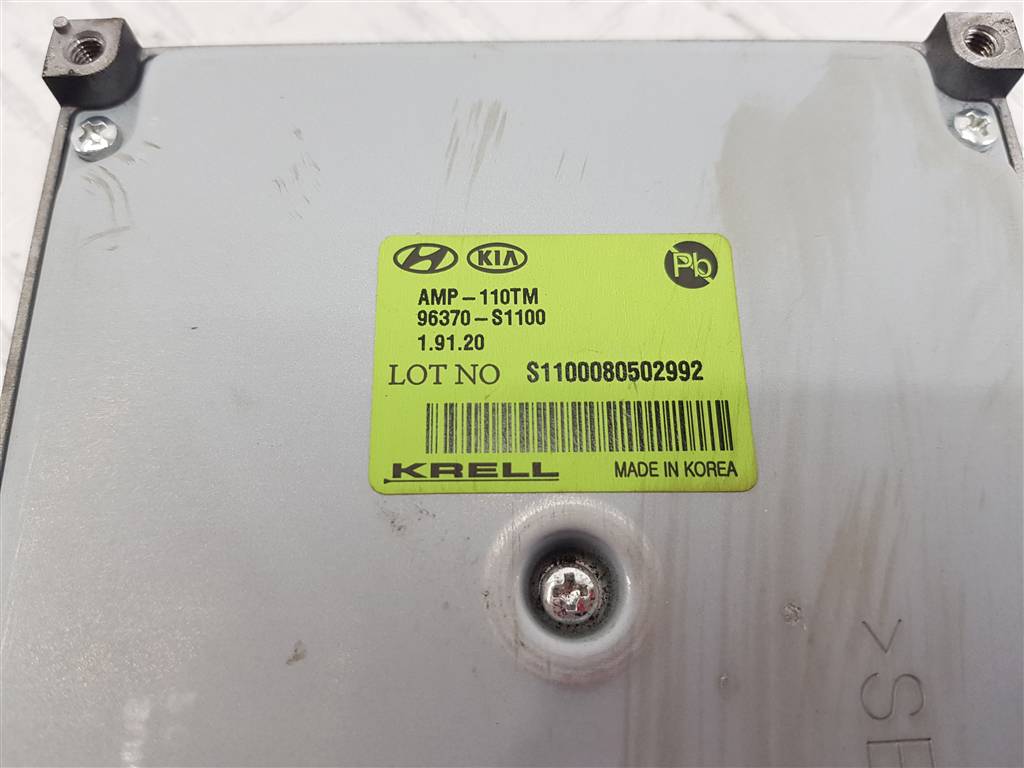 KIA
Pb
AMP-110TM
96370-S1100
1.91.20
LOT NO S1100080502992
KRELL
MADE IN KOREA
>S